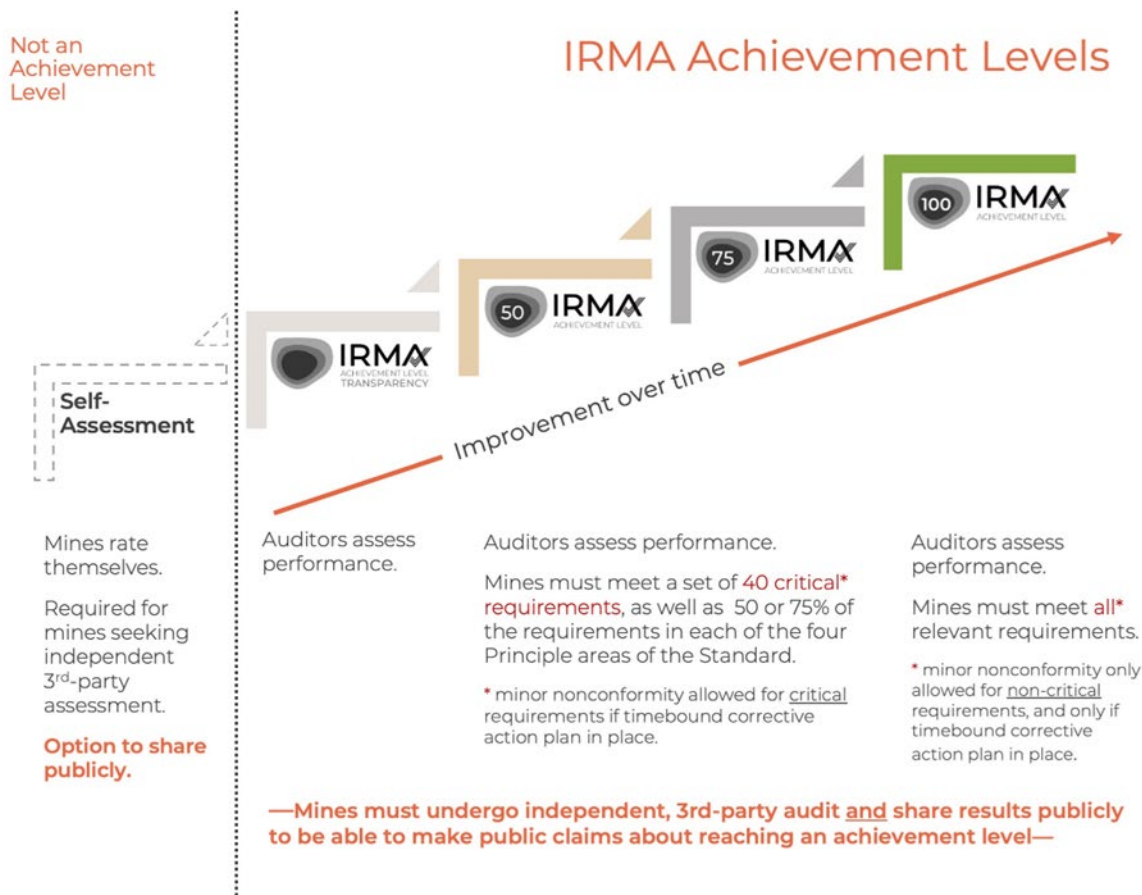 Not an
Achievement
Level
IRMA Achievement Levels
Self-
Assessment
IRMA
ACHIEVEMENT LEVEL
TRANSPARENCY
50
IRMA
ACHIEVEMENT LEVEL
75
IRMA
ACHIEVEMENT LEVEL
100
IRMA
ACHIEVEMENT LEVEL
Improvement over time
Mines rate
themselves.
Required for
mines seeking
independent
3rd-party
assessment.
Option to share
publicly.
Auditors assess
performance.
Auditors assess performance.
Mines must meet a set of 40 critical*
requirements, as well as 50 or 75% of
the requirements in each of the four
Principle areas of the Standard.
* minor nonconformity allowed for critical
requirements if timebound corrective
action plan in place.
Auditors assess
performance.
Mines must meet all*
relevant requirements.
* minor nonconformity only
allowed for non-critical
requirements, and only if
timebound corrective
action plan in place.
—Mines must undergo independent, 3rd-party audit and share results publicly
to be able to make public claims about reaching an achievement level—